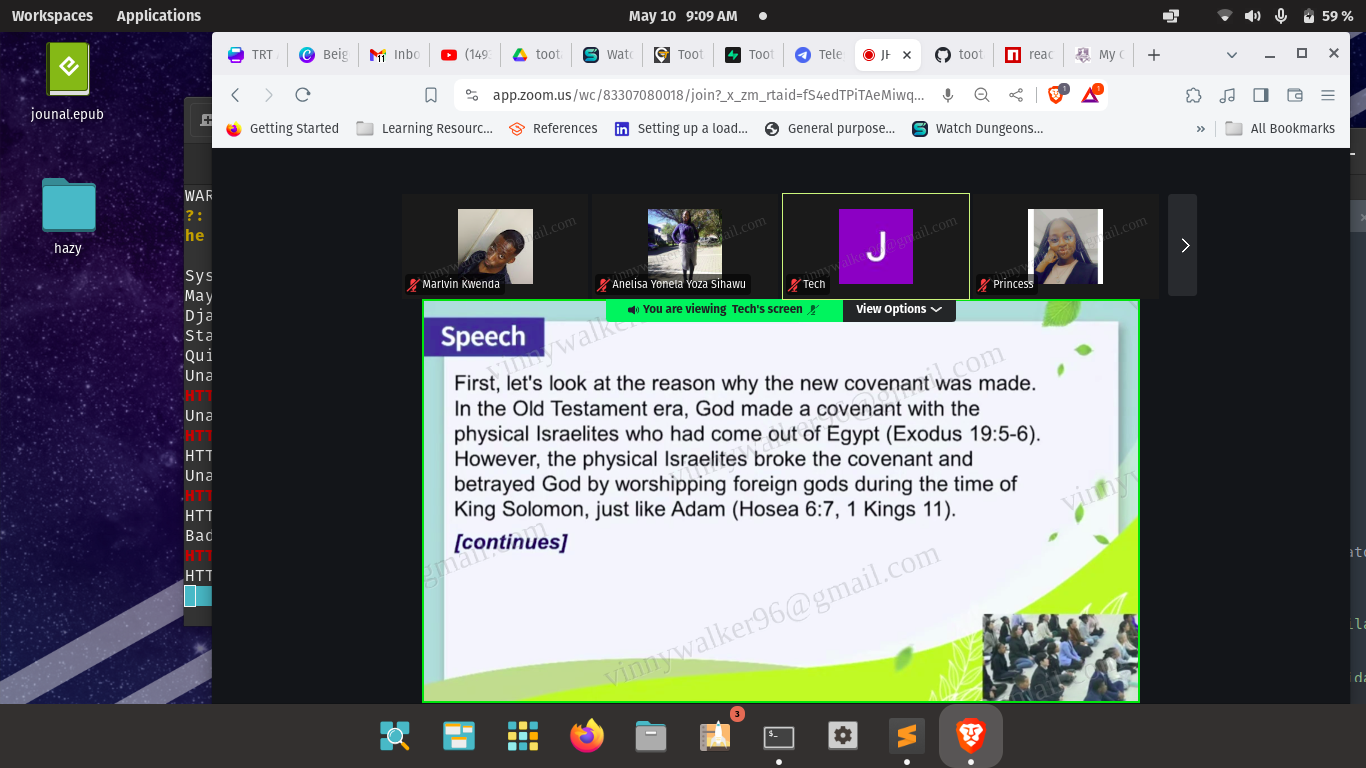 Workspaces Applications May 10 9:09 AM 59 %
TRT Beig Inbo (149 toot Watc Toot Toot Tele JH toot reac My C
app.zoom.us/wc/83307080018/join?_x_zm_rtaid=fS4edTPiTAeMiwq...
Getting Started Learning Resourc... References Setting up a load... General purpose... Watch Dungeons... » All Bookmarks
jounal.epub
hazy
WAR
?:
he
Sys
May
Dja
Sta
Qui
Una
HTT
Una
HTT
HTT
Una
HTT
HTT
Bad
HTT
HTT
J
Marlvin Kwenda Anelisa Yonela Yoza Sihawu Tech Princess
You are viewing Tech's screen View Options
Speech
First, let's look at the reason why the new covenant was made.
In the Old Testament era, God made a covenant with the
physical Israelites who had come out of Egypt (Exodus 19:5-6).
However, the physical Israelites broke the covenant and
betrayed God by worshipping foreign gods during the time of
King Solomon, just like Adam (Hosea 6:7, 1 Kings 11).
[continues]
vinnywalker96@gmail.com
3